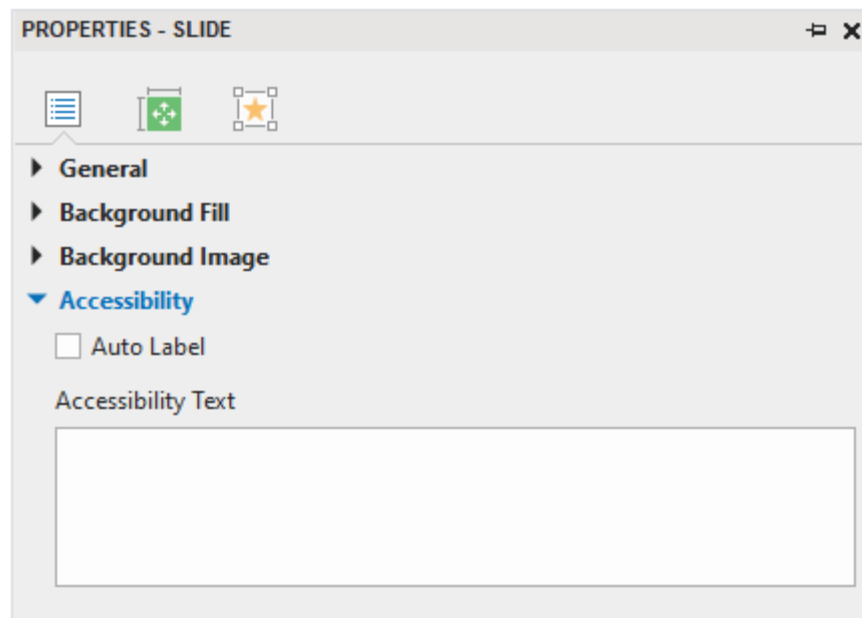 PROPERTIES - SLIDE
General
Background Fill
Background Image
Accessibility
Auto Label
Accessibility Text